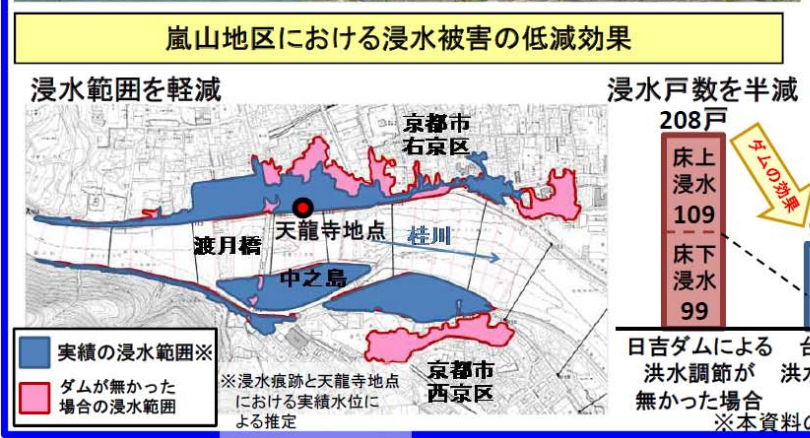 嵐山地区における浸水被害の低減効果
浸水範囲を軽減
京都市
右京区
天龍寺地点
渡月橋
桂川
中之島
京都市
西京区
実績の浸水範囲※
ダムが無かった
場合の浸水範囲
※浸水痕跡と天龍寺地点
における実績水位に
よる推定
浸水戸数を半減
208戸
ダムの効果
床上
浸水
109
床下
浸水
99
日吉ダムによる
洪水調節が
無かった場合
台
洪水
※本資料の